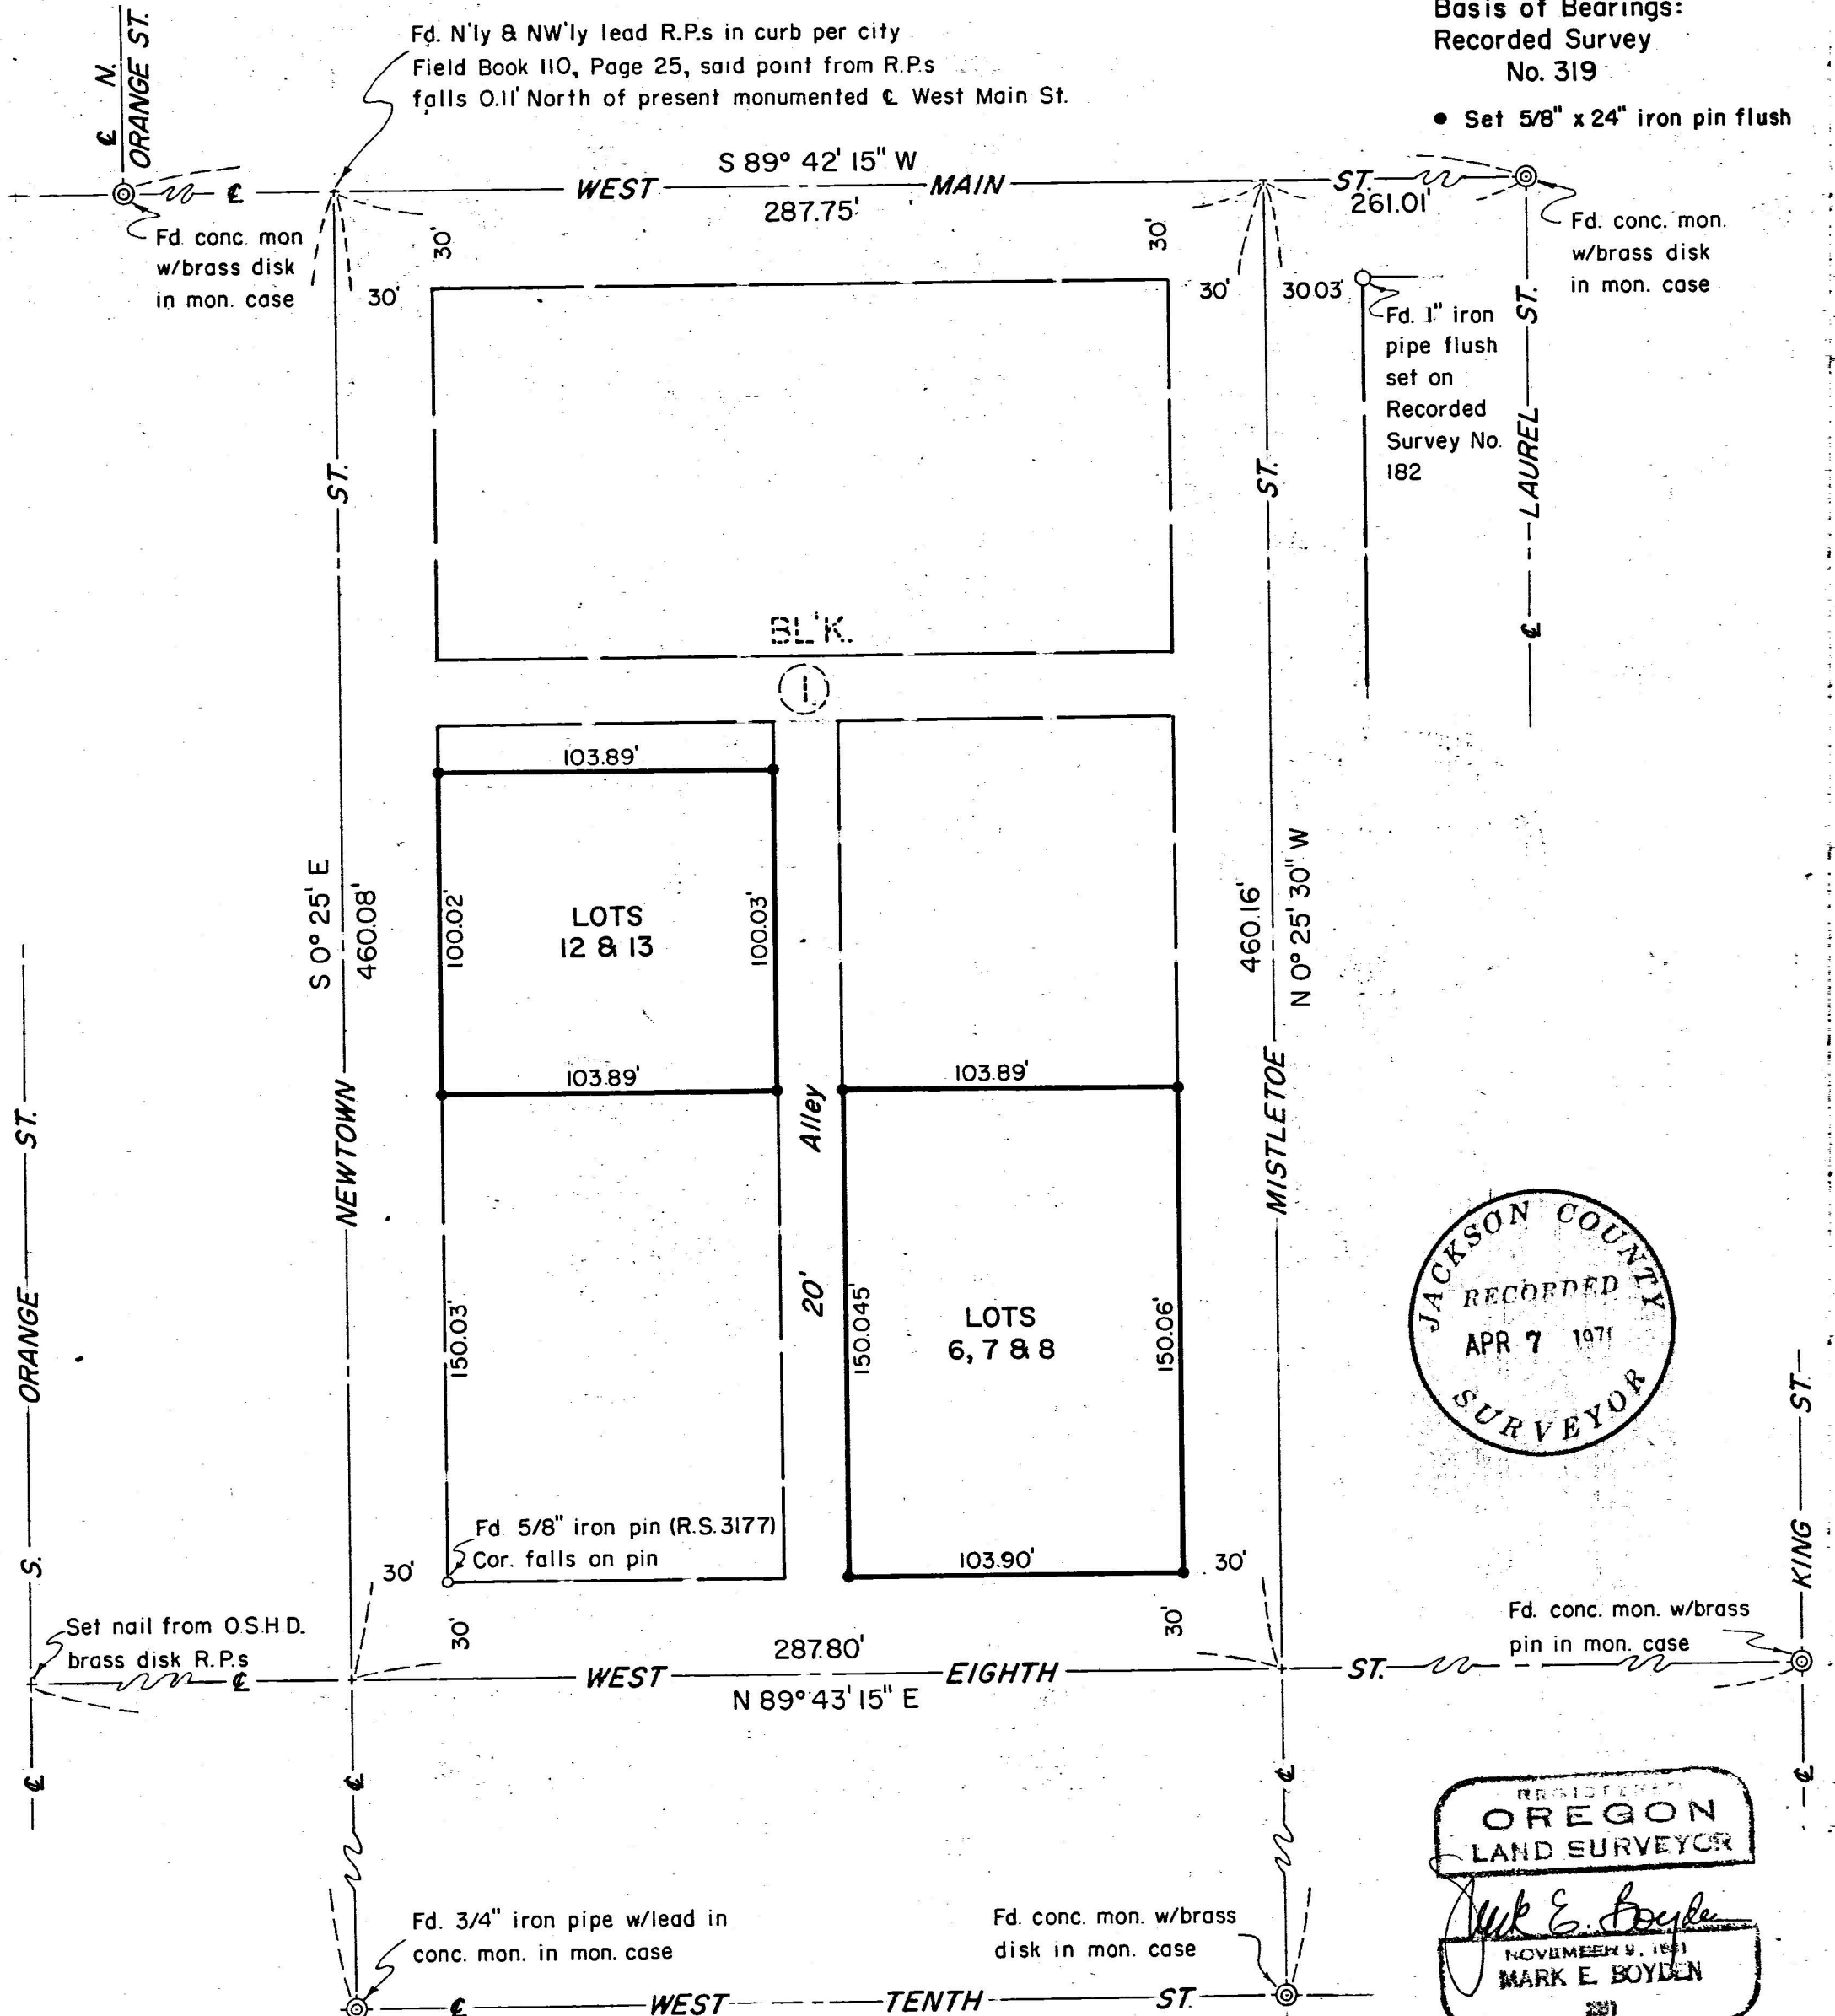 Basis of Bearings:
Recorded Survey
No. 319
● Set 5/8" x 24" iron pin flush
Fd. N'ly & NW'ly lead R.P.s in curb per city
Field Book 110, Page 25, said point from R.P.s
falls 0.11' North of present monumented ℄ West Main St.
℄ N.
ORANGE ST.
S 89° 42' 15" W
℄ WEST MAIN ST.
287.75'
261.01'
Fd. conc. mon
w/brass disk
in mon. case
30'
30'
30'
30'
30.03'
Fd. conc. mon.
w/brass disk
in mon. case
Fd. 1" iron
pipe flush
set on
Recorded
Survey No.
182
℄ LAUREL ST.
NEWTOWN ST.
MISTLETOE ST.
BL'K.
1
103.89'
S 0° 25' E
460.08'
100.02'
LOTS
12 & 13
100.03'
460.16'
N 0° 25' 30" W
103.89'
103.89'
20' Alley
150.03'
150.045'
LOTS
6, 7 & 8
150.06'
JACKSON COUNTY
RECORDED
APR 7
SURVEYOR
℄ S. ORANGE ST.
℄ KING ST.
Fd. 5/8" iron pin (R.S. 3177)
Cor. falls on pin
103.90'
30'
30'
30'
30'
Set nail from O.S.H.D.
brass disk R.P.s
Fd. conc. mon. w/brass
pin in mon. case
287.80'
℄ WEST EIGHTH ST.
N 89° 43' 15" E
℄
℄
REGISTERED
OREGON
LAND SURVEYOR
Mark E. Boyden
NOVEMBER
MARK E. BOYDEN
Fd. 3/4" iron pipe w/lead in
conc. mon. in mon. case
Fd. conc. mon. w/brass
disk in mon. case
℄ WEST TENTH ST.